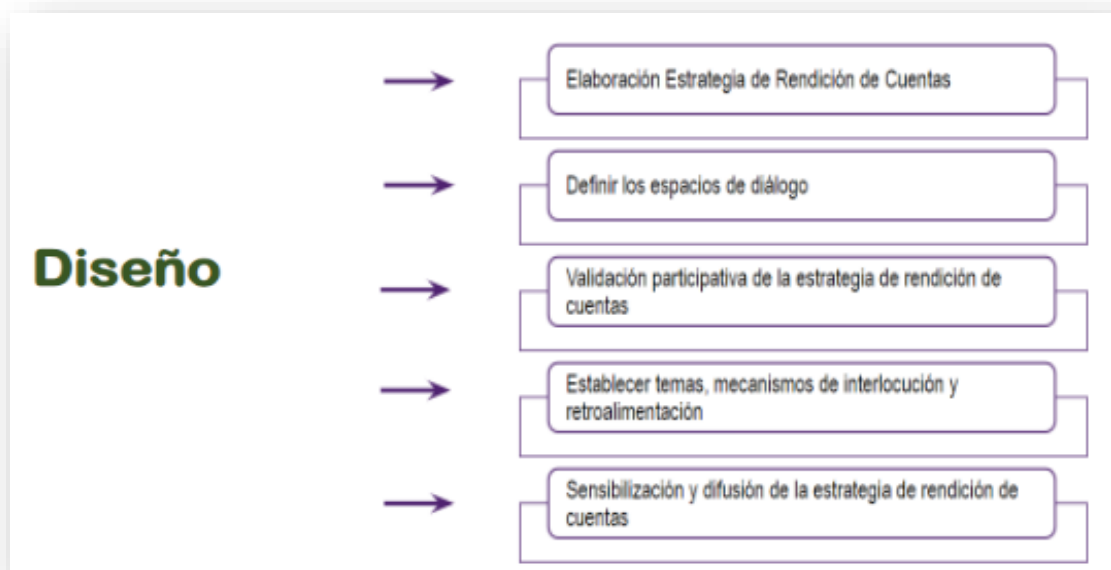 Diseño
Elaboración Estrategia de Rendición de Cuentas
Definir los espacios de diálogo
Validación participativa de la estrategia de rendición de
cuentas
Establecer temas, mecanismos de interlocución y
retroalimentación
Sensibilización y difusión de la estrategia de rendición de
cuentas